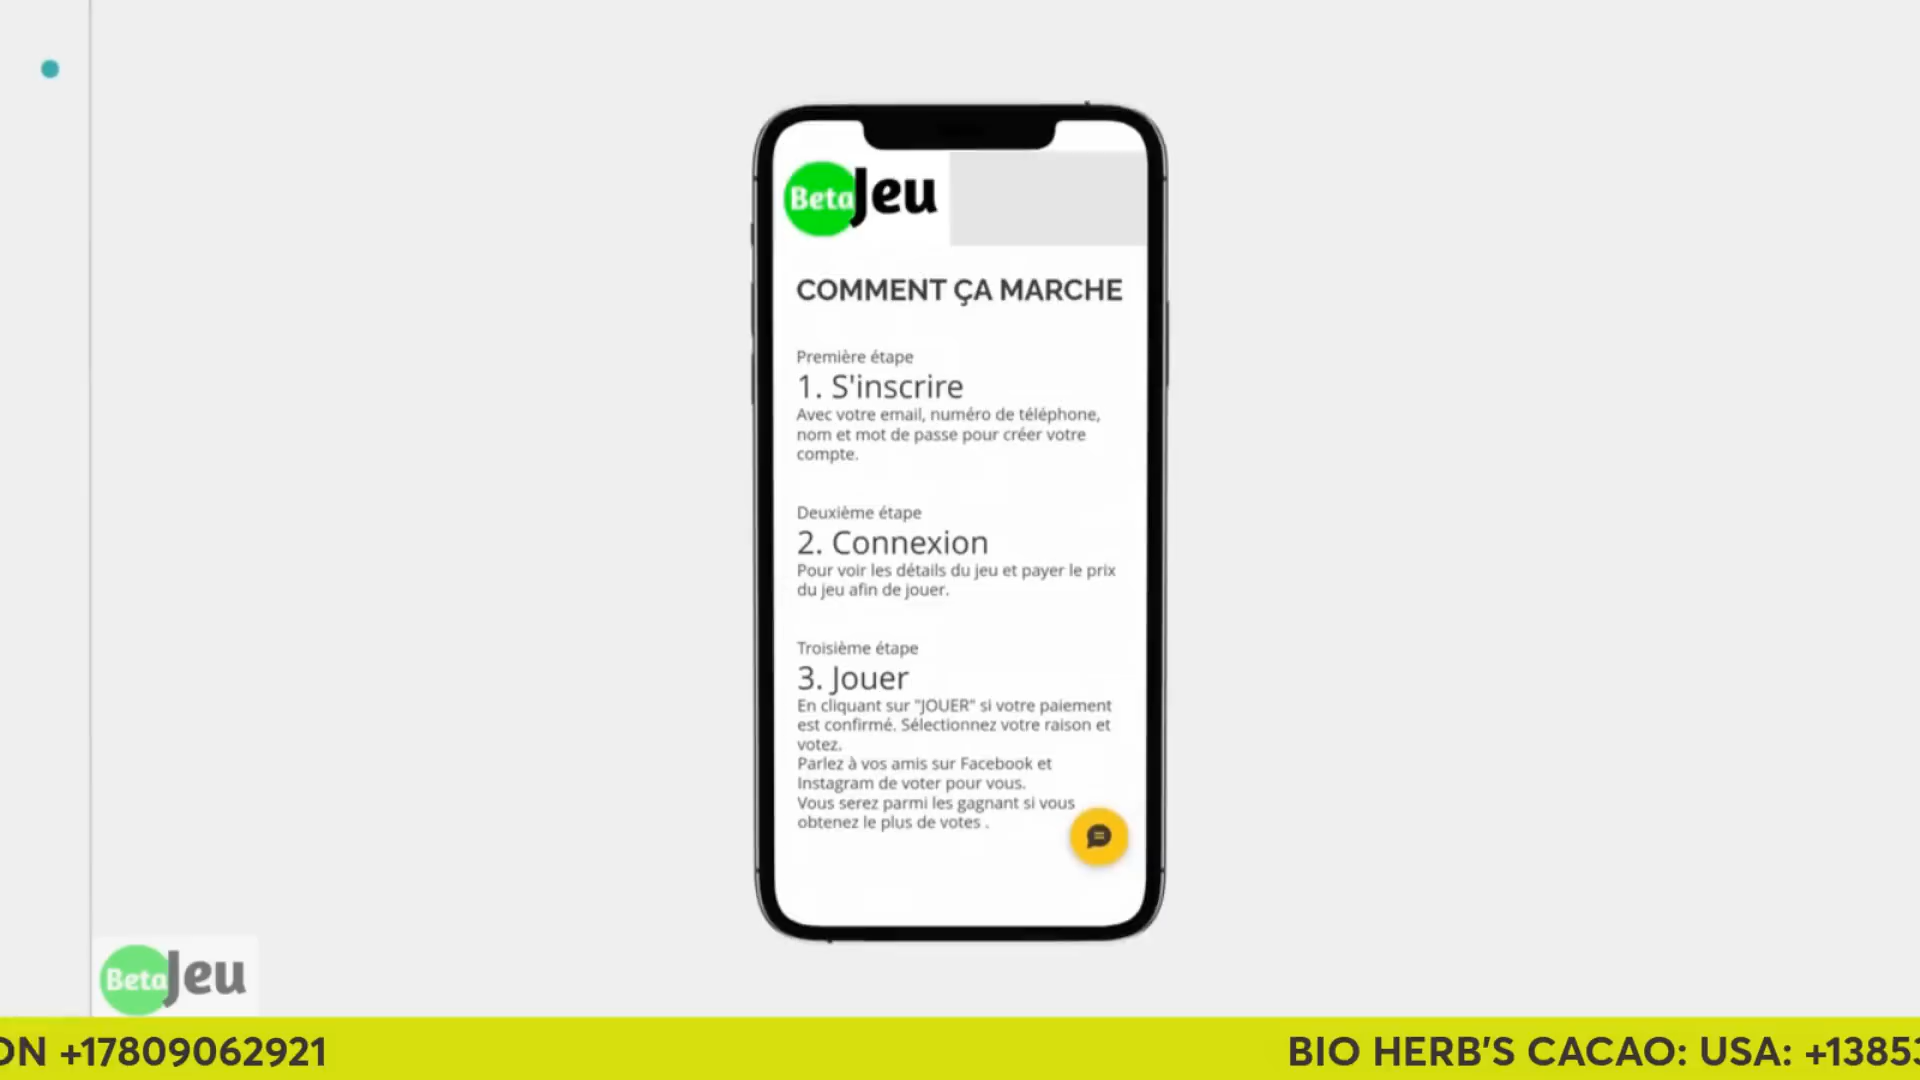 Beta Jeu
COMMENT ÇA MARCHE
Première étape
1. S'inscrire
Avec votre email, numéro de téléphone,
nom et mot de passe pour créer votre
compte.
Deuxième étape
2. Connexion
Pour voir les détails du jeu et payer le prix
du jeu afin de jouer.
Troisième étape
3. Jouer
En cliquant sur "JOUER" si votre paiement
est confirmé. Sélectionnez votre raison et
votez.
Parlez à vos amis sur Facebook et
Instagram de voter pour vous.
Vous serez parmi les gagnant si vous
obtenez le plus de votes .
Beta Jeu
ON +17809062921 BIO HERB'S CACAO: USA: +1385